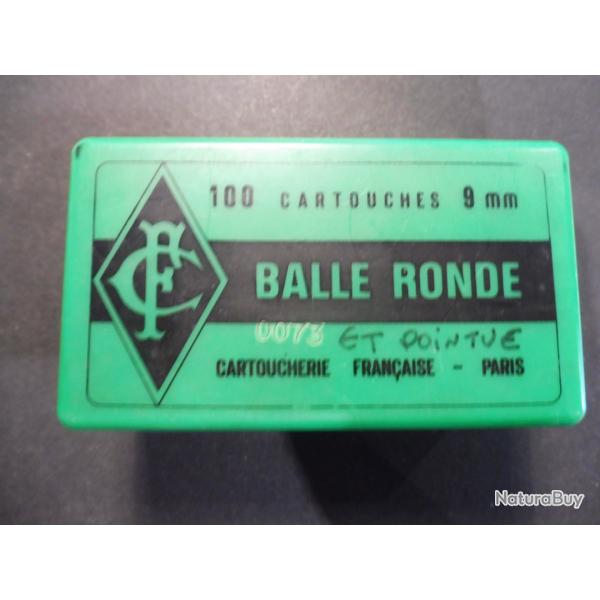 100 CARTOUCHES 9 mm
CF
BALLE RONDE
0073 ET POINTUE
CARTOUCHERIE FRANÇAISE - PARIS
NaturaBuy